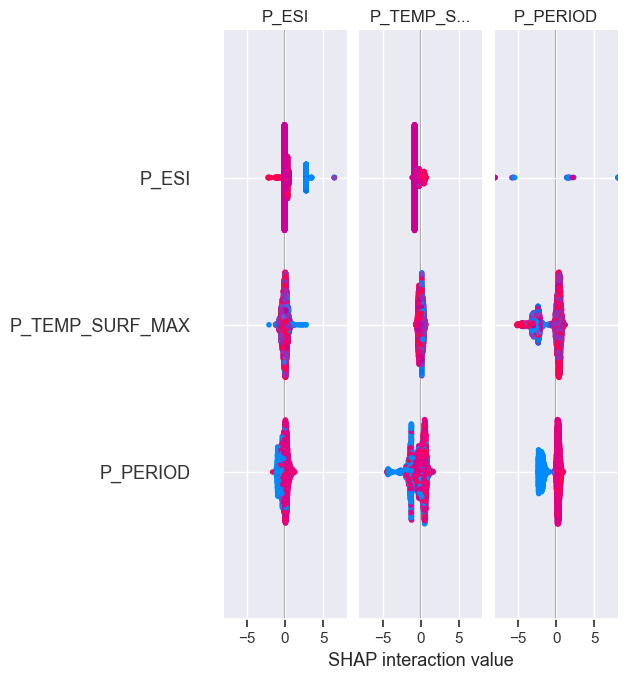 P_ESI P_TEMP_S... P_PERIOD
P_ESI
P_TEMP_SURF_MAX
P_PERIOD
−5 0 5 −5 0 5 −5 0 5
SHAP interaction value